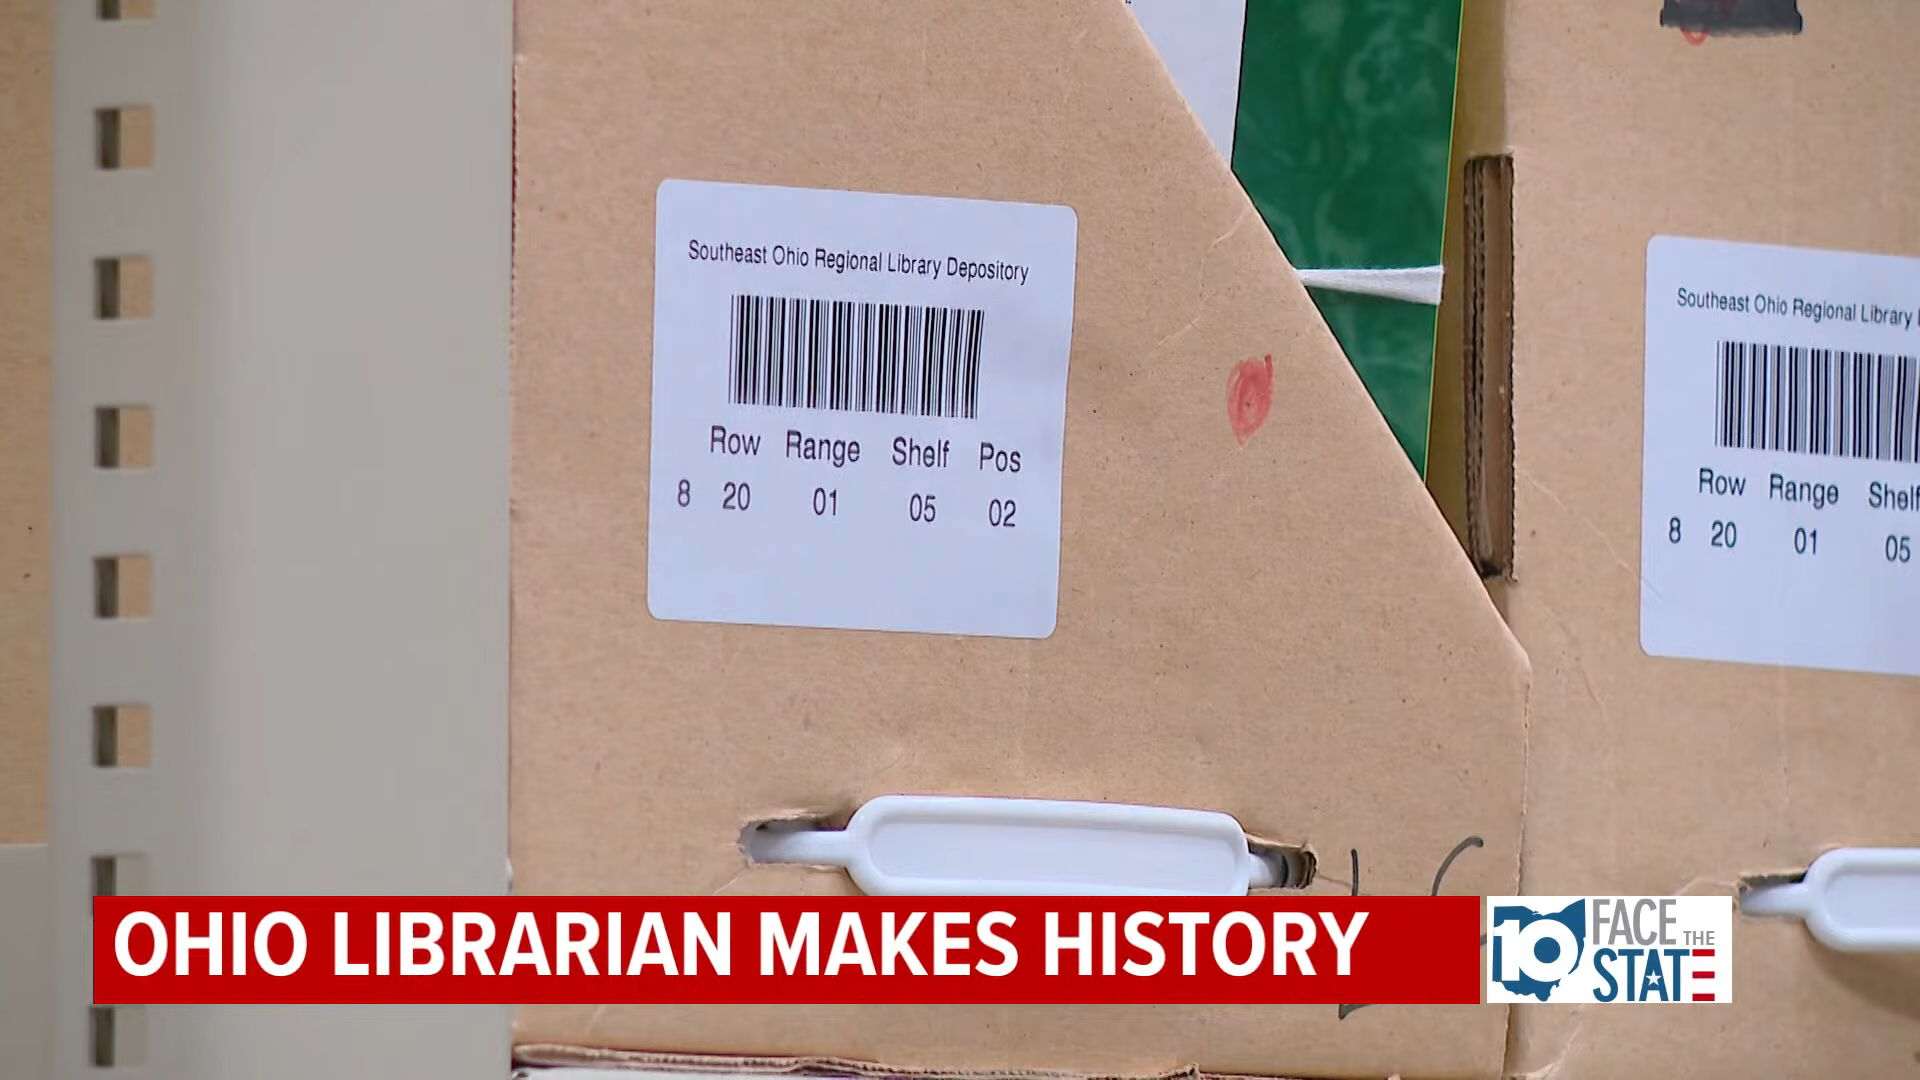 Southeast Ohio Regional Library Depository
Row Range Shelf Pos
8 20 01 05 02
Southeast Ohio Regional Library
Row Range Shelf
8 20 01 05
OHIO LIBRARIAN MAKES HISTORY
10
FACE
THE
STATE